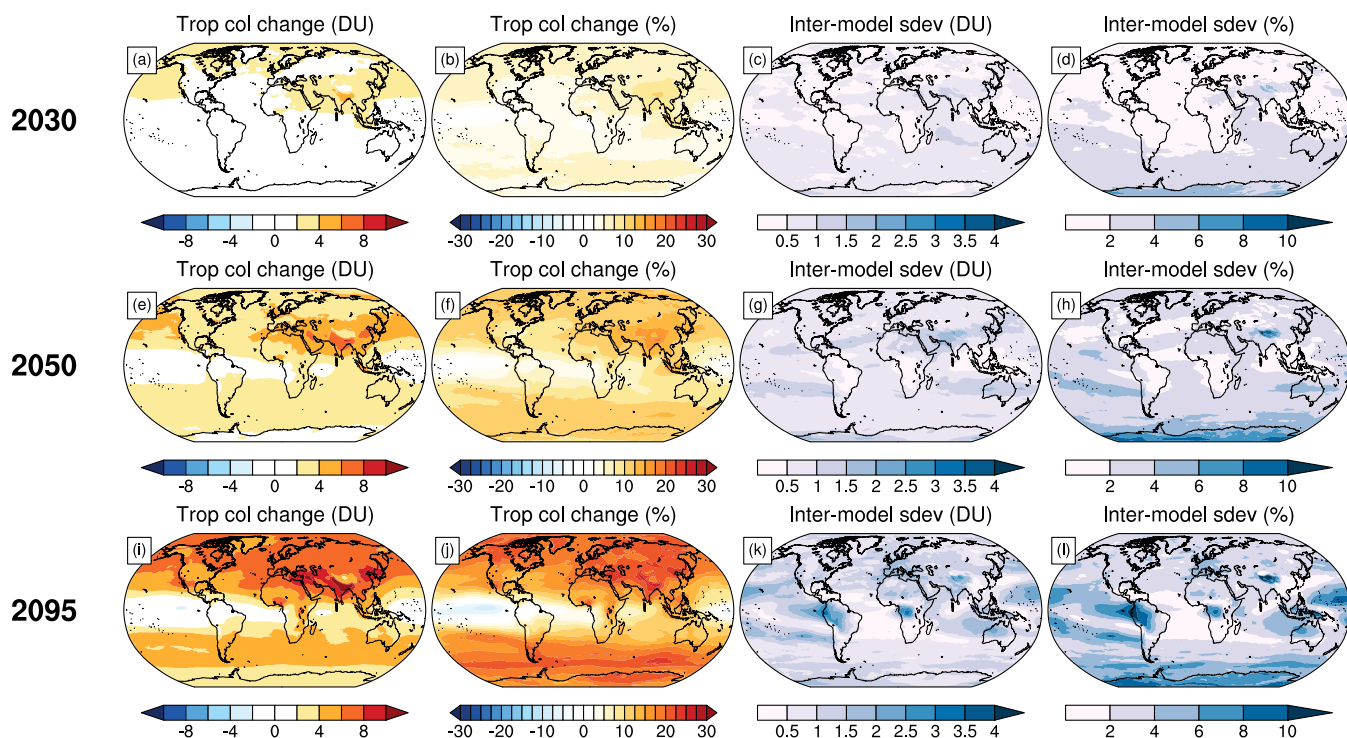 Trop col change (DU) Trop col change (%) Inter-model sdev (DU) Inter-model sdev (%)
(a) (b) (c) (d)
2030
-8 -4 0 4 8 -30 -20 -10 0 10 20 30 0.5 1 1.5 2 2.5 3 3.5 4 2 4 6 8 10
Trop col change (DU) Trop col change (%) Inter-model sdev (DU) Inter-model sdev (%)
(e) (f) (g) (h)
2050
-8 -4 0 4 8 -30 -20 -10 0 10 20 30 0.5 1 1.5 2 2.5 3 3.5 4 2 4 6 8 10
Trop col change (DU) Trop col change (%) Inter-model sdev (DU) Inter-model sdev (%)
(i) (j) (k) (l)
2095
-8 -4 0 4 8 -30 -20 -10 0 10 20 30 0.5 1 1.5 2 2.5 3 3.5 4 2 4 6 8 10